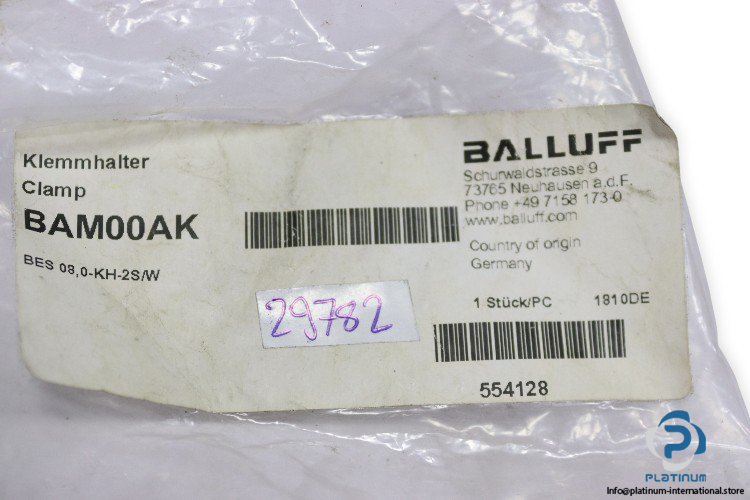 Klemmhalter
Clamp
BAM00AK
BES 08,0-KH-2S/W
29782
BALLUFF
Schurwaldstrasse 9
73765 Neuhausen a.d.F.
Phone +49 7158 173-0
www.balluff.com
Country of origin
Germany
1 Stück/PC 1810DE
554128
PLATINUM
Info@platinum-international.store